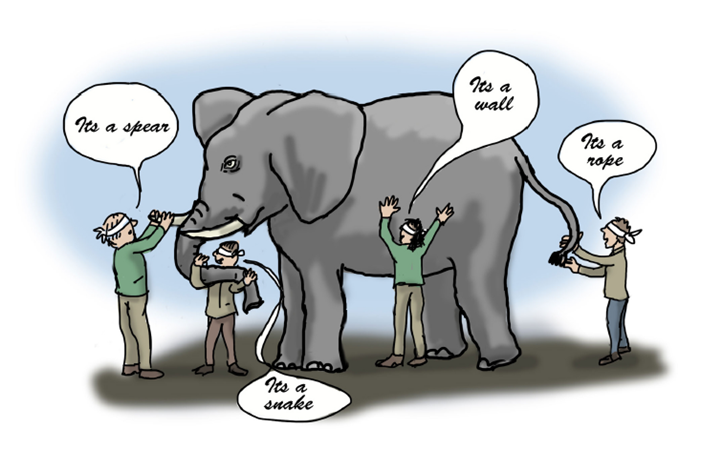 Its a spear
Its a
wall
Its a
rope
Its a
snake